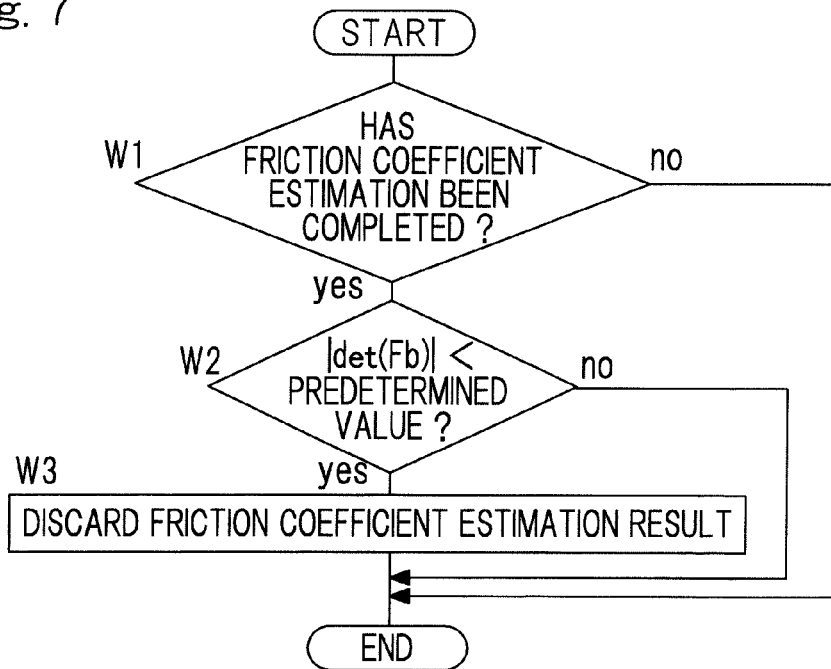 g. 7
START
W1
HAS
FRICTION COEFFICIENT
ESTIMATION BEEN
COMPLETED ?
no
yes
W2
|det(Fb)| <
PREDETERMINED
VALUE ?
no
yes
W3
DISCARD FRICTION COEFFICIENT ESTIMATION RESULT
END